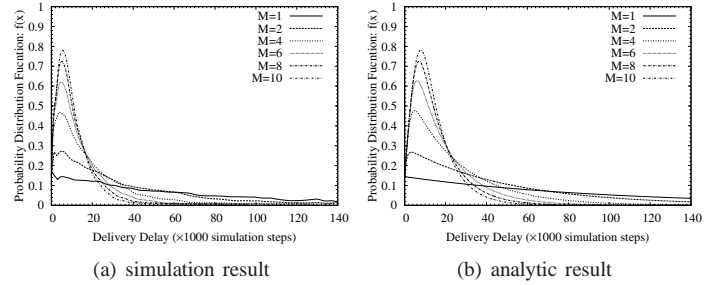 Probability Distribution Fucntion: f(x)
1
0.9
0.8
0.7
0.6
0.5
0.4
0.3
0.2
0.1
0
0 20 40 60 80 100 120 140
Delivery Delay (×1000 simulation steps)
M=1
M=2
M=4
M=6
M=8
M=10
(a) simulation result
Probability Distribution Fucntion: f(x)
1
0.9
0.8
0.7
0.6
0.5
0.4
0.3
0.2
0.1
0
0 20 40 60 80 100 120 140
Delivery Delay (×1000 simulation steps)
M=1
M=2
M=4
M=6
M=8
M=10
(b) analytic result